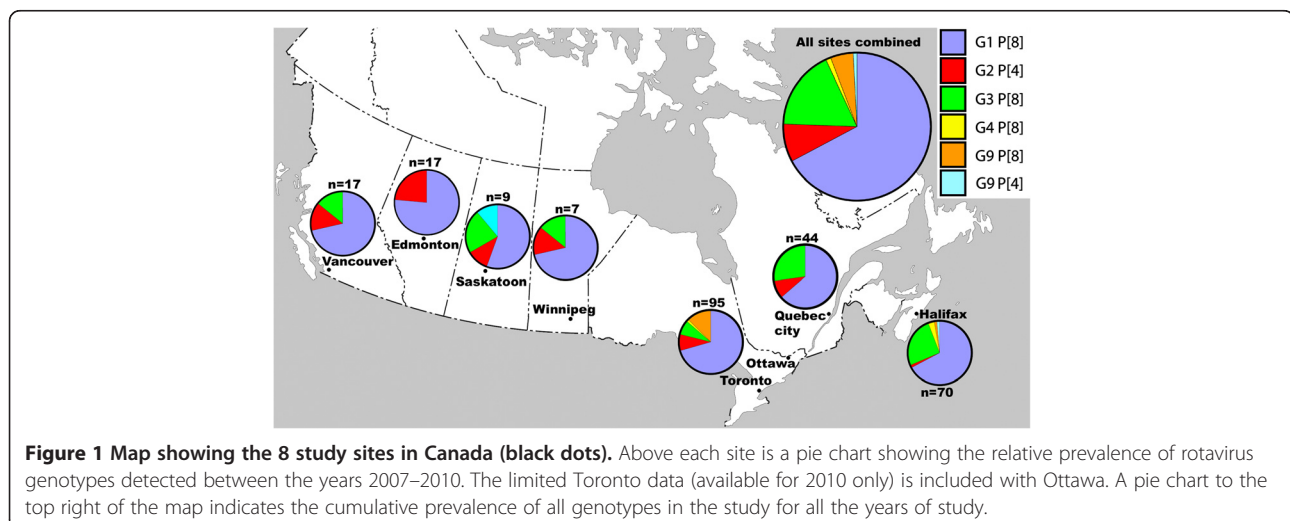 All sites combined
G1 P[8]
G2 P[4]
G3 P[8]
G4 P[8]
G9 P[8]
G9 P[4]
n=17
Vancouver
n=17
Edmonton
n=9
Saskatoon
n=7
Winnipeg
n=95
Toronto
Ottawa
n=44
Quebec
city
Halifax
n=70
Figure 1 Map showing the 8 study sites in Canada (black dots). Above each site is a pie chart showing the relative prevalence of rotavirus
genotypes detected between the years 2007–2010. The limited Toronto data (available for 2010 only) is included with Ottawa. A pie chart to the
top right of the map indicates the cumulative prevalence of all genotypes in the study for all the years of study.